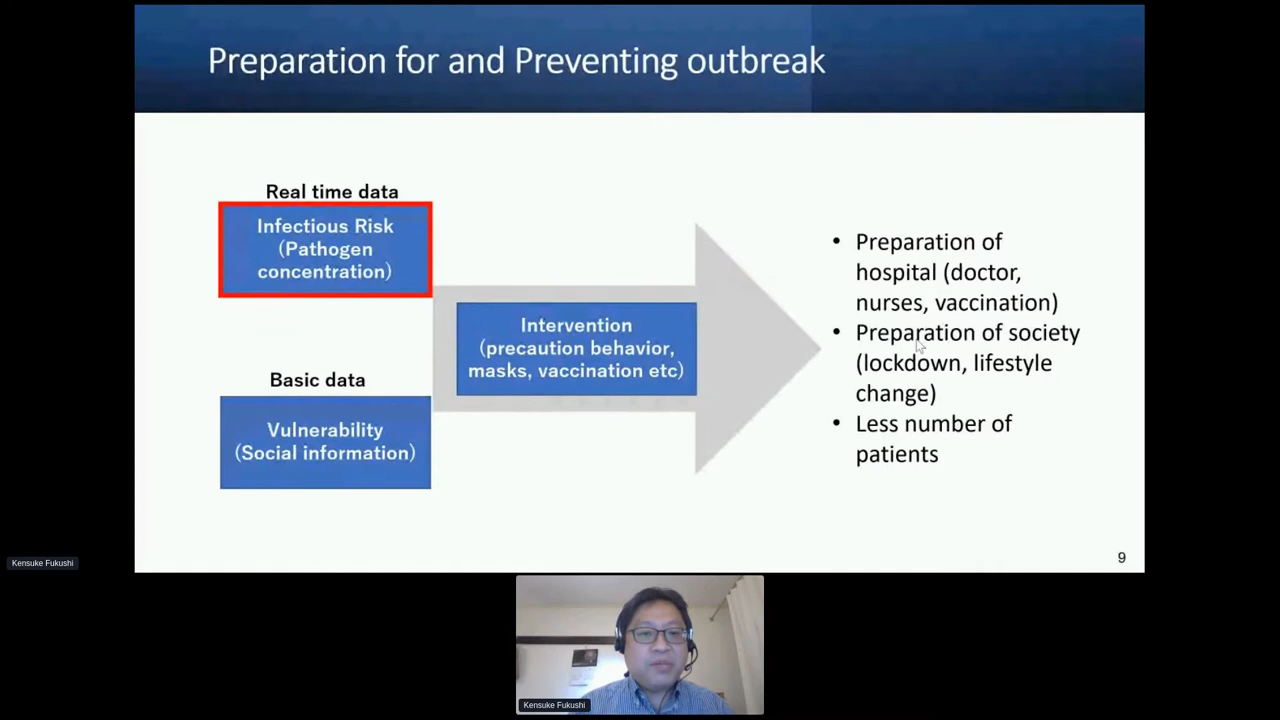 Preparation for and Preventing outbreak
Real time data
Infectious Risk
(Pathogen
concentration)
Basic data
Vulnerability
(Social information)
Intervention
(precaution behavior,
masks, vaccination etc)
• Preparation of
hospital (doctor,
nurses, vaccination)
• Preparation of society
(lockdown, lifestyle
change)
• Less number of
patients
9
Kensuke Fukushi
Kensuke Fukushi